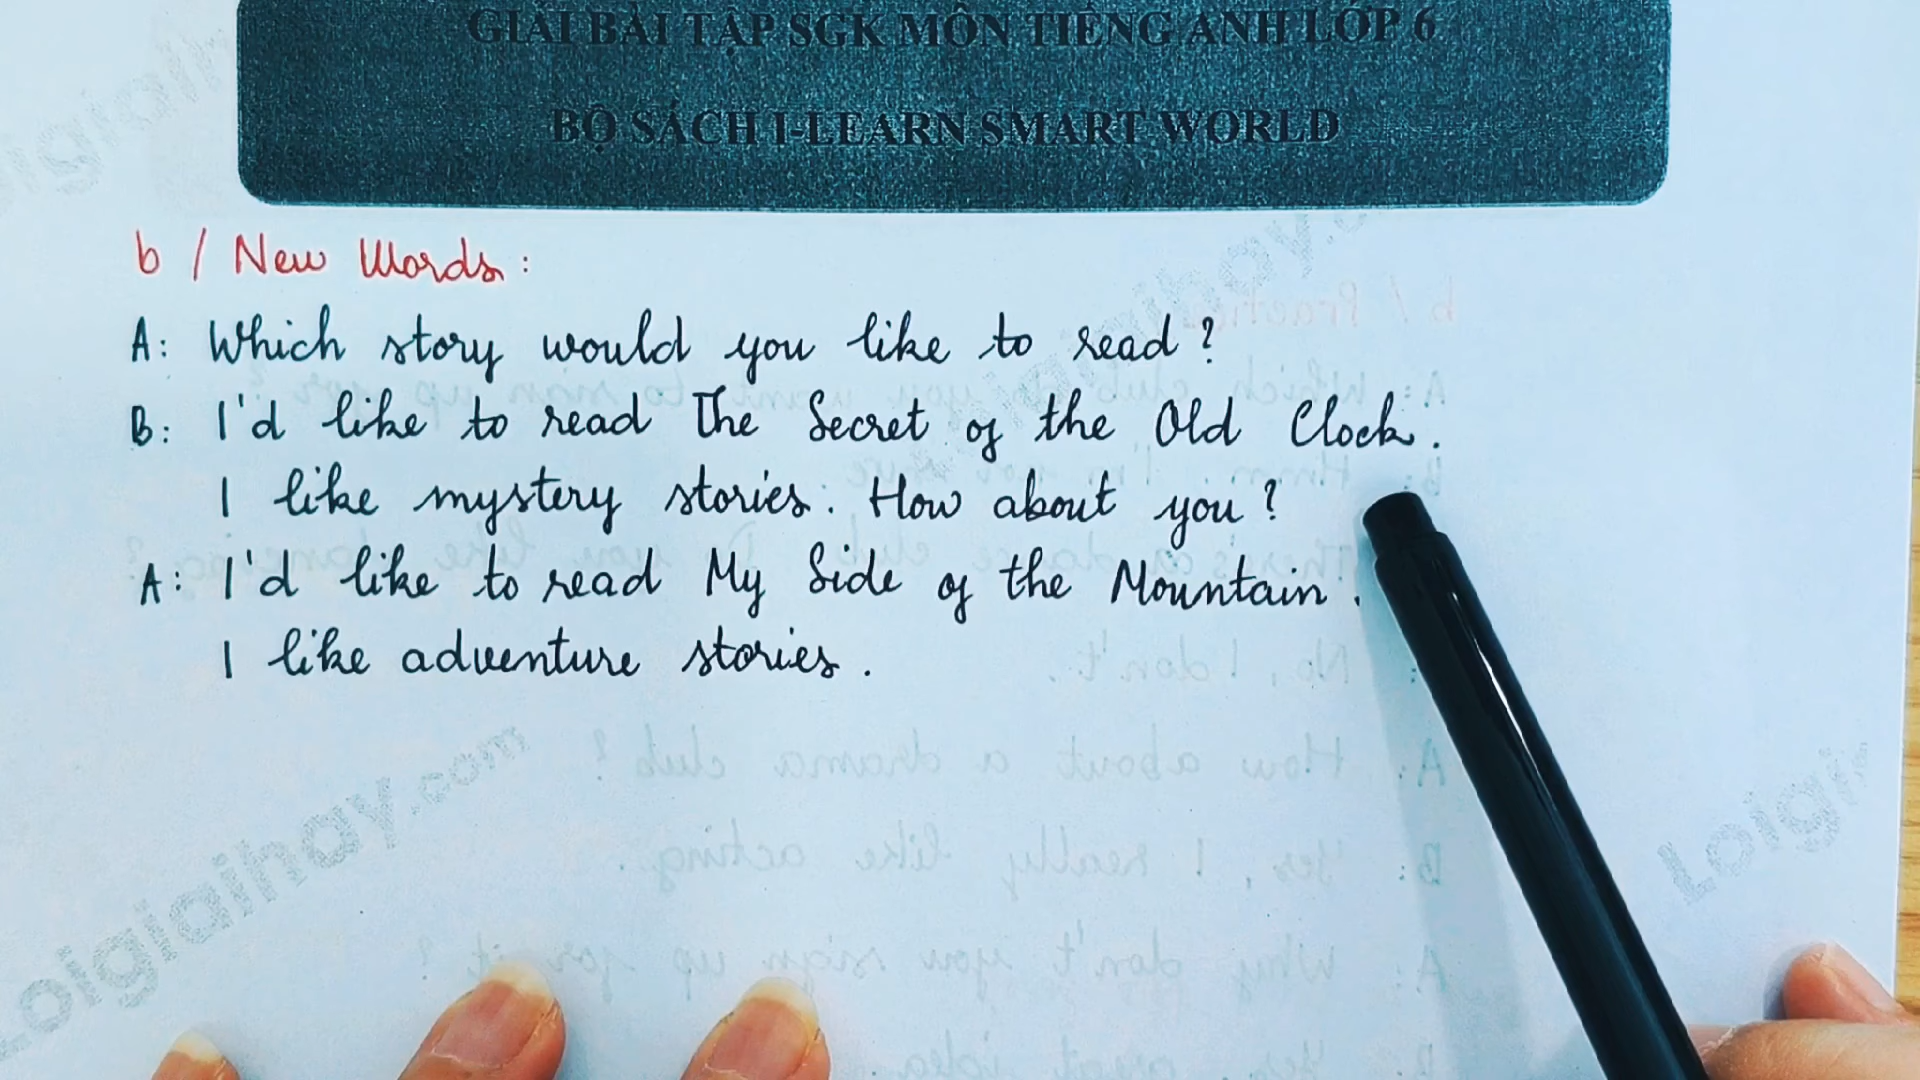 GIẢI BÀI TẬP SGK MÔN TIẾNG ANH LỚP 6
BỘ SÁCH I-LEARN SMART WORLD
b / New Words:
A: Which story would you like to read?
B: I'd like to read The Secret of the Old Clock.
I like mystery stories. How about you?
A: I'd like to read My Side of the Mountain.
I like adventure stories.
Loigiaihay.com